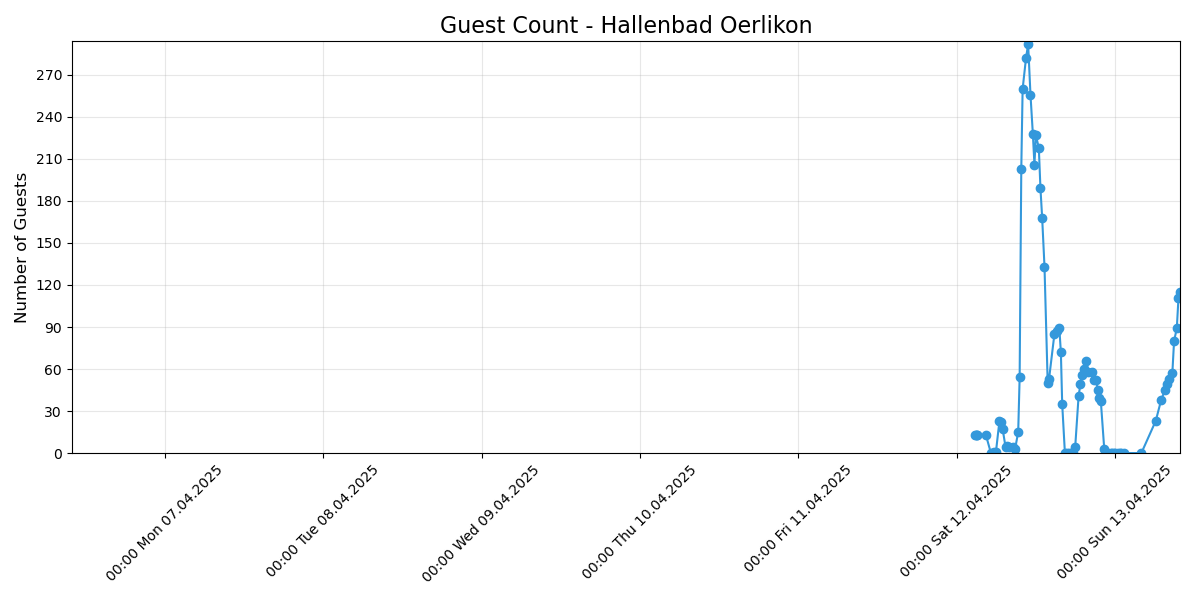 Guest Count - Hallenbad Oerlikon
Number of Guests
270
240
210
180
150
120
90
60
30
0
00:00 Mon 07.04.2025
00:00 Tue 08.04.2025
00:00 Wed 09.04.2025
00:00 Thu 10.04.2025
00:00 Fri 11.04.2025
00:00 Sat 12.04.2025
00:00 Sun 13.04.2025